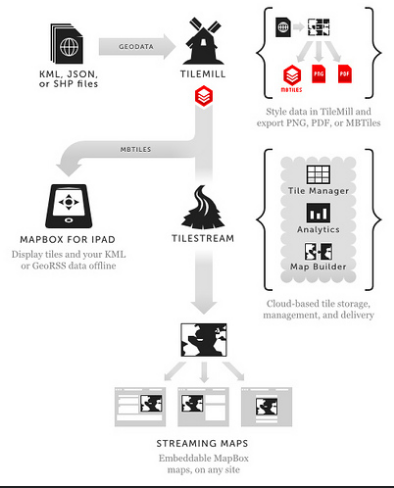 GEODATA
KML, JSON,
or SHP files
TILEMILL
MBTILES
PNG
PDF
Style data in TileMill and
export PNG, PDF, or MBTiles
MBTILES
MAPBOX FOR IPAD
Display tiles and your KML
or GeoRSS data offline
TILESTREAM
Tile Manager
Analytics
Map Builder
Cloud-based tile storage,
management, and delivery
STREAMING MAPS
Embeddable MapBox
maps, on any site